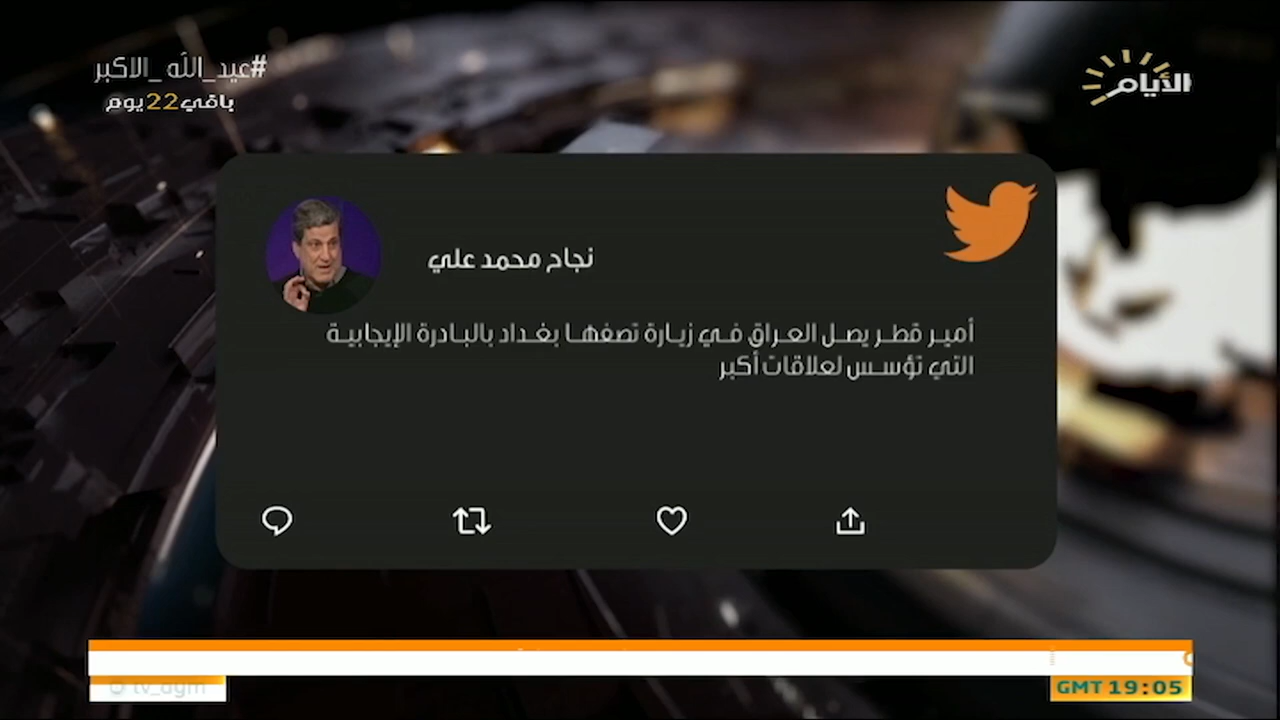 #عيد_الله_الاكبر
باقي 22 يوم
الأيام
نجاح محمد علي
أمير قطر يصل العراق في زيارة تصفها بغداد بالبادرة الإيجابية
التي تؤسس لعلاقات أكبر
tv_aym
GMT 19:05